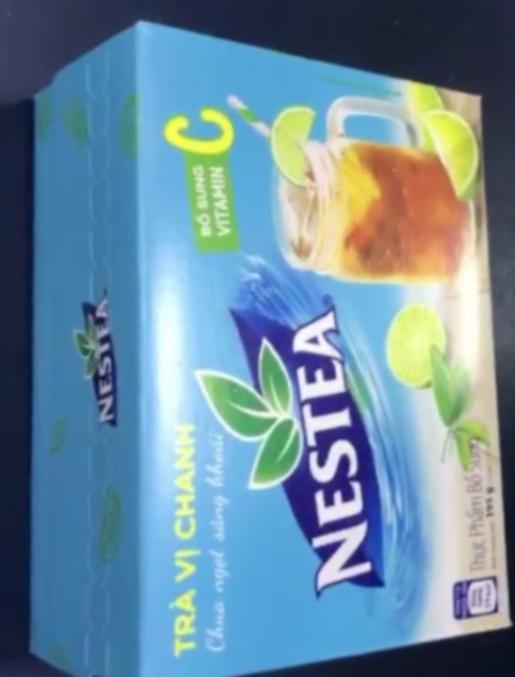 BỔ SUNG
VITAMIN C
NESTEA
TRÀ VỊ CHANH
Chua ngọt sảng khoái
Thực Phẩm Bổ Sung
NESTEA